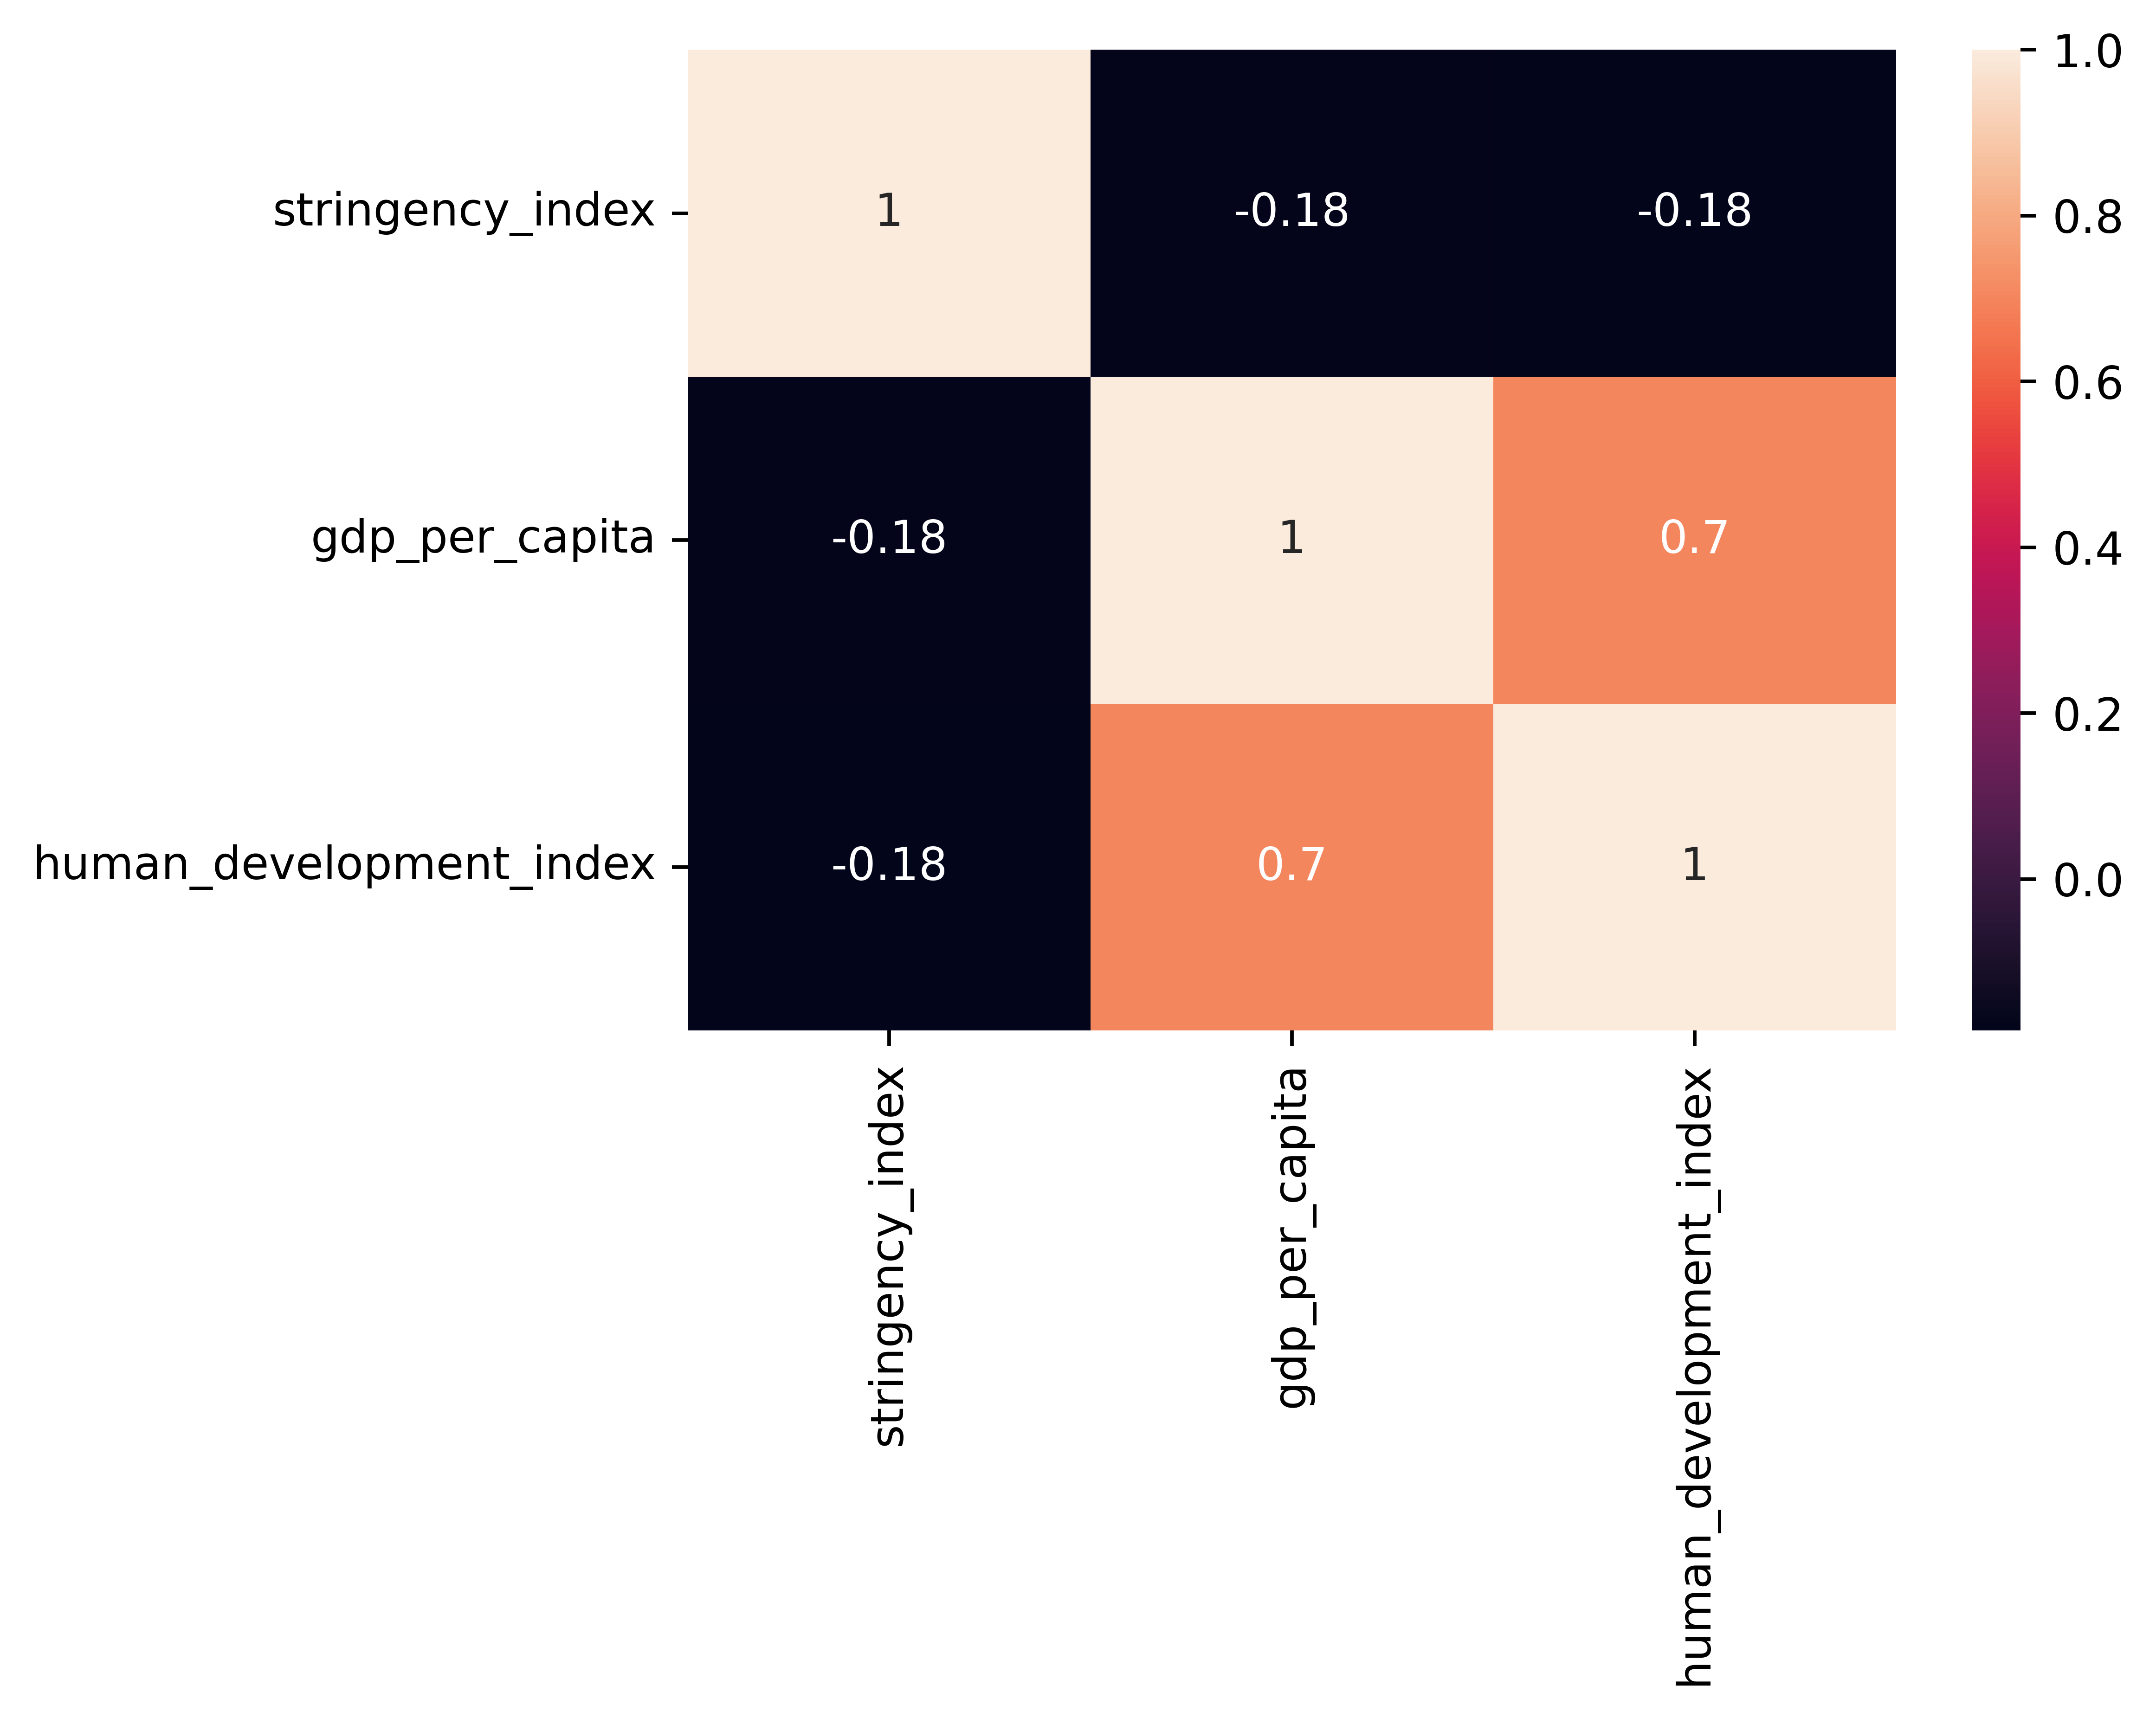 1.0
stringency_index 1 -0.18 -0.18 0.8
0.6
gdp_per_capita -0.18 1 0.7 0.4
0.2
human_development_index -0.18 0.7 1 0.0
stringency_index
gdp_per_capita
human_development_index